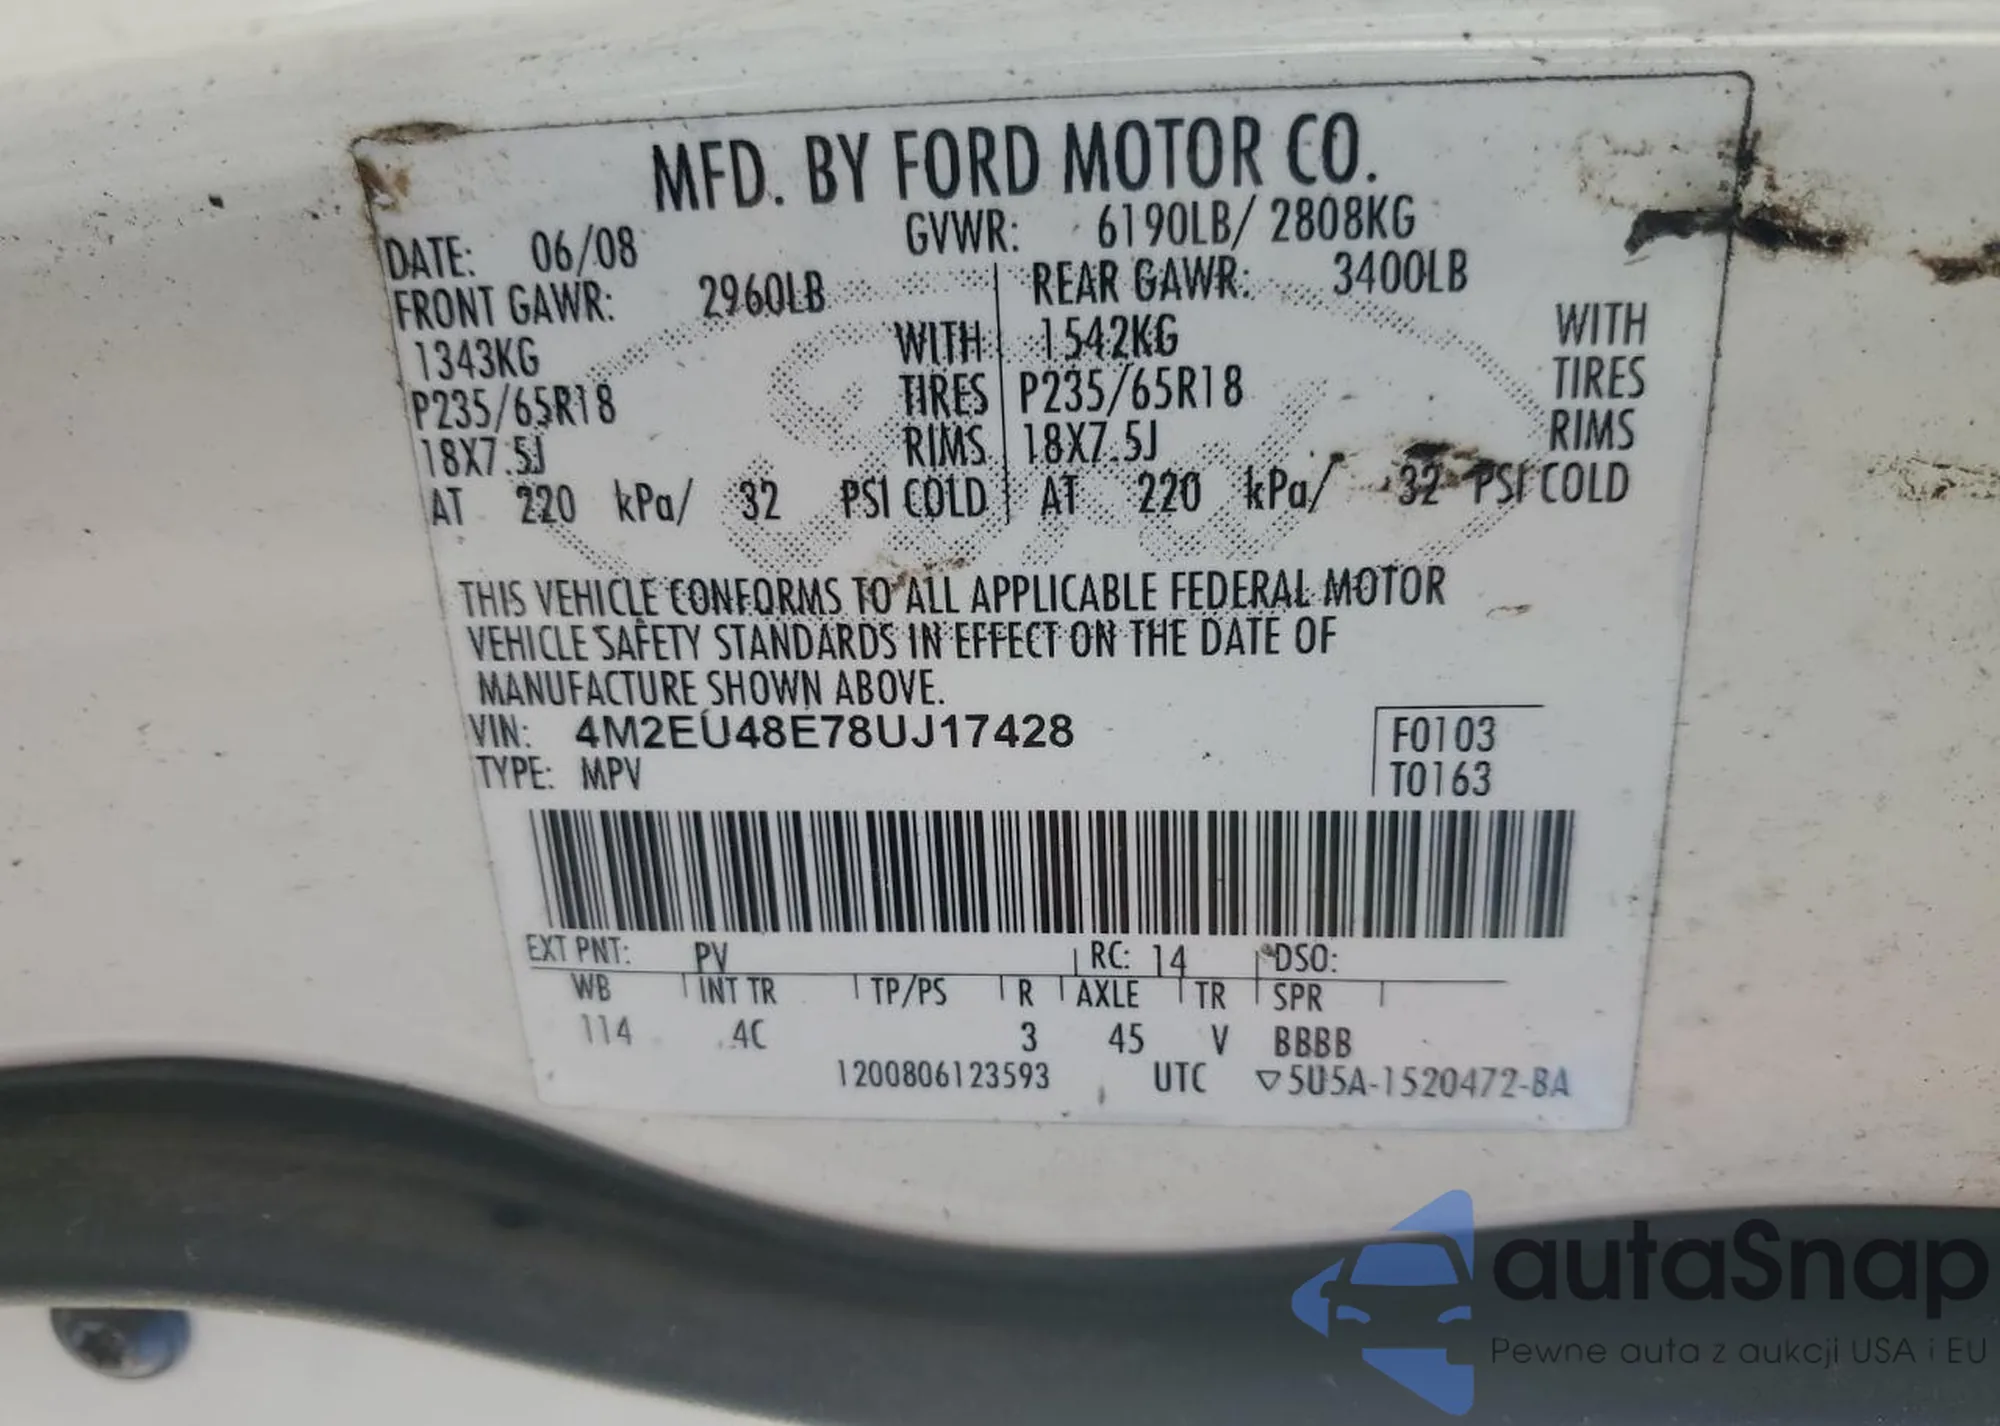 MFD. BY FORD MOTOR CO.
DATE: 06/08 GVWR: 6190LB/ 2808KG
FRONT GAWR: 2960LB REAR GAWR: 3400LB
1343KG WITH 1542KG WITH
P235/65R18 TIRES P235/65R18 TIRES
18X7.5J RIMS 18X7.5J RIMS
AT 220 kPa/ 32 PSI COLD AT 220 kPa/ 32 PSI COLD
THIS VEHICLE CONFORMS TO ALL APPLICABLE FEDERAL MOTOR
VEHICLE SAFETY STANDARDS IN EFFECT ON THE DATE OF
MANUFACTURE SHOWN ABOVE.
VIN: 4M2EU48E78UJ17428 F0103
TYPE: MPV T0163
EXT PNT: PV RC: 14 DSO:
WB INT TR TP/PS R AXLE TR SPR
114 4C 3 45 V BBBB
1200806123593 UTC ▽5U5A-1520472-BA
Ford
autaSnap
Pewne auta z aukcji USA i EU